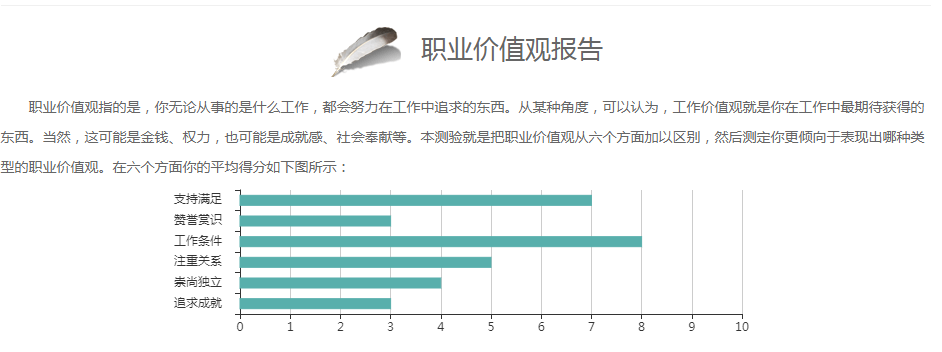 职业价值观报告
职业价值观指的是，你无论从事的是什么工作，都会努力在工作中追求的东西。从某种角度，可以认为，工作价值观就是你在工作中最期待获得的
东西。当然，这可能是金钱、权力，也可能是成就感、社会奉献等。本测验就是把职业价值观从六个方面加以区别，然后测定你更倾向于表现出哪种类
型的职业价值观。在六个方面你的平均得分如下图所示：
支持满足
赞誉赏识
工作条件
注重关系
崇尚独立
追求成就
0 1 2 3 4 5 6 7 8 9 10